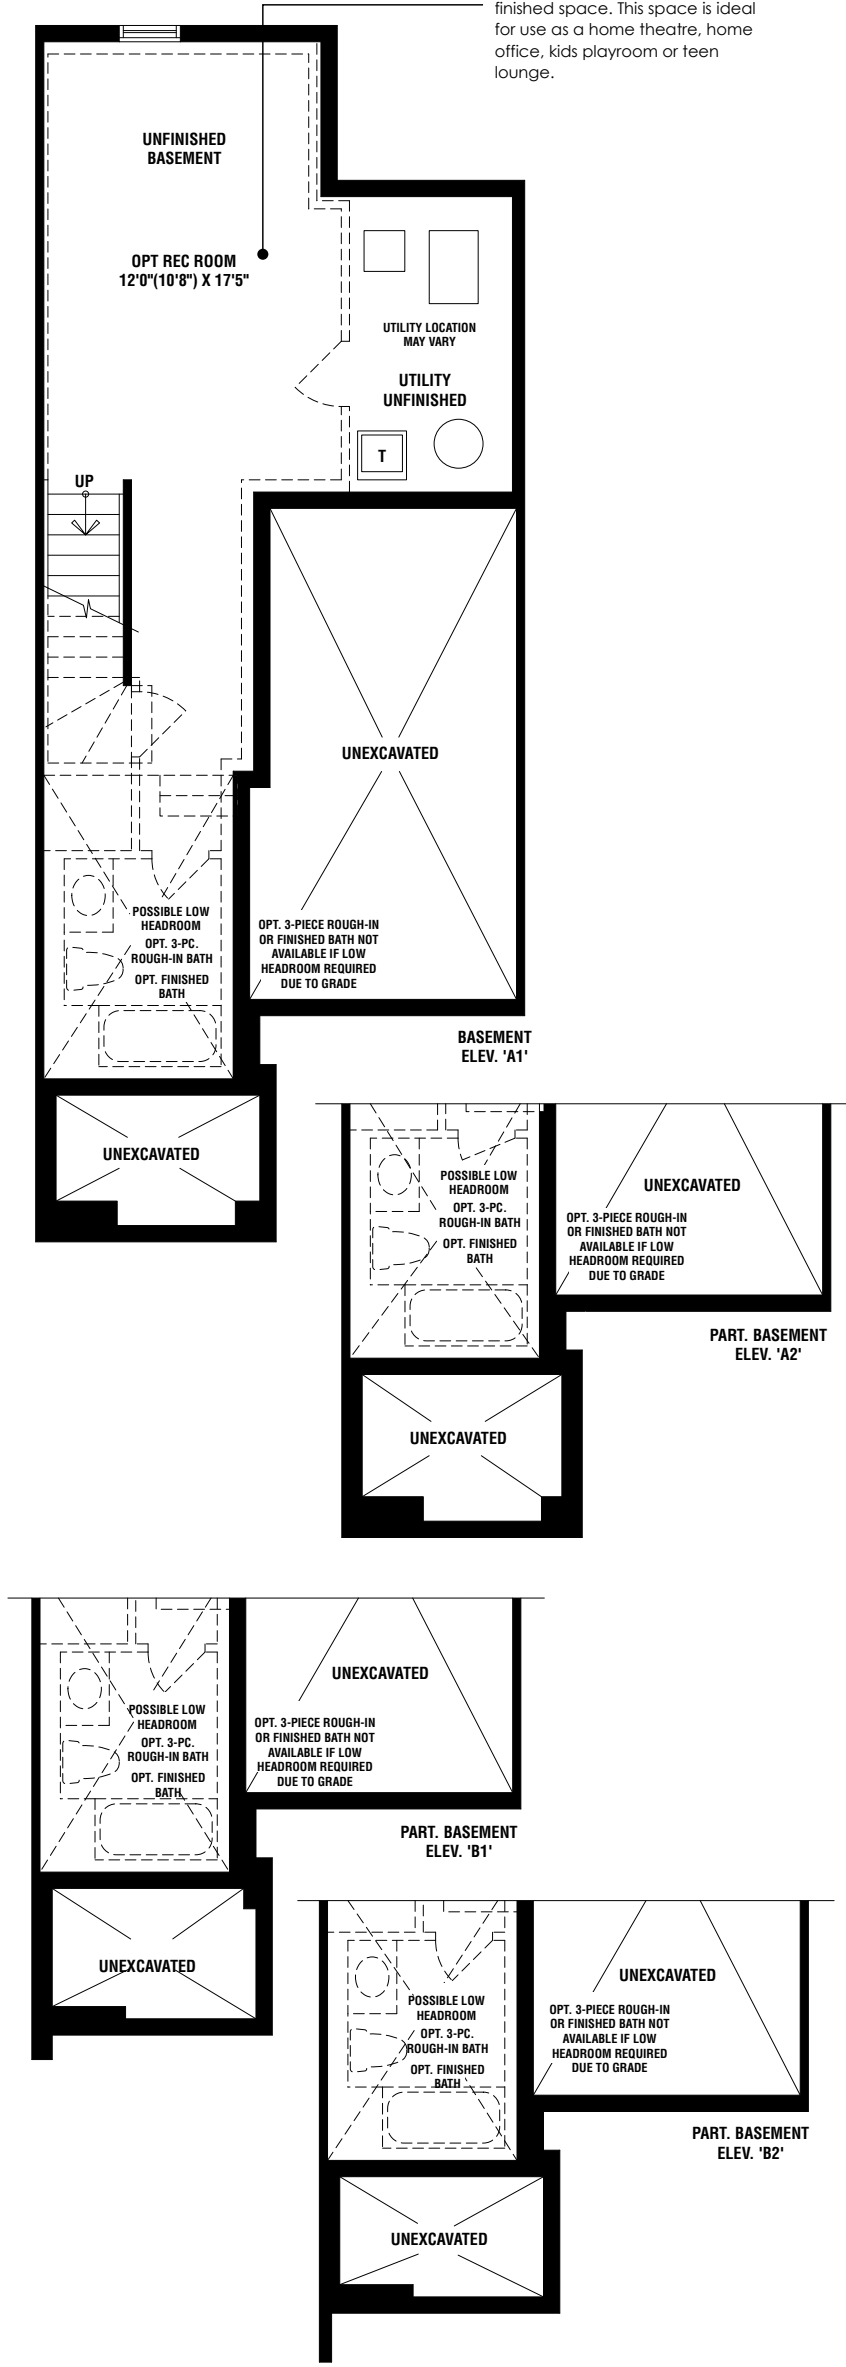 finished space. This space is ideal
for use as a home theatre, home
office, kids playroom or teen
lounge.
UNFINISHED
BASEMENT
OPT REC ROOM
12'0"(10'8") X 17'5"
UTILITY LOCATION
MAY VARY
UTILITY
UNFINISHED
T
UP
UNEXCAVATED
POSSIBLE LOW
HEADROOM
OPT. 3-PC.
ROUGH-IN BATH
OPT. FINISHED
BATH
OPT. 3-PIECE ROUGH-IN
OR FINISHED BATH NOT
AVAILABLE IF LOW
HEADROOM REQUIRED
DUE TO GRADE
BASEMENT
ELEV. 'A1'
UNEXCAVATED
POSSIBLE LOW
HEADROOM
OPT. 3-PC.
ROUGH-IN BATH
OPT. FINISHED
BATH
UNEXCAVATED
OPT. 3-PIECE ROUGH-IN
OR FINISHED BATH NOT
AVAILABLE IF LOW
HEADROOM REQUIRED
DUE TO GRADE
PART. BASEMENT
ELEV. 'A2'
UNEXCAVATED
POSSIBLE LOW
HEADROOM
OPT. 3-PC.
ROUGH-IN BATH
OPT. FINISHED
BATH
UNEXCAVATED
OPT. 3-PIECE ROUGH-IN
OR FINISHED BATH NOT
AVAILABLE IF LOW
HEADROOM REQUIRED
DUE TO GRADE
PART. BASEMENT
ELEV. 'B1'
UNEXCAVATED
POSSIBLE LOW
HEADROOM
OPT. 3-PC.
ROUGH-IN BATH
OPT. FINISHED
BATH
UNEXCAVATED
OPT. 3-PIECE ROUGH-IN
OR FINISHED BATH NOT
AVAILABLE IF LOW
HEADROOM REQUIRED
DUE TO GRADE
PART. BASEMENT
ELEV. 'B2'
UNEXCAVATED